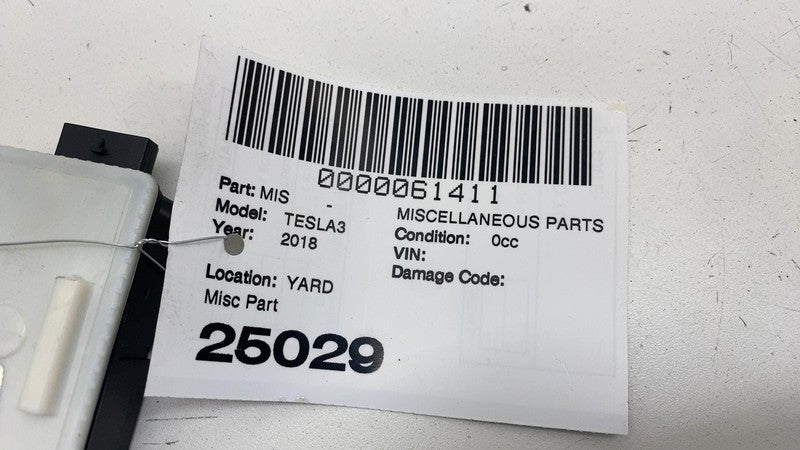 0000061411
Part: MIS - MISCELLANEOUS PARTS
Model: TESLA3 Condition: 0cc
Year: 2018 VIN:
Damage Code:
Location: YARD
Misc Part
25029